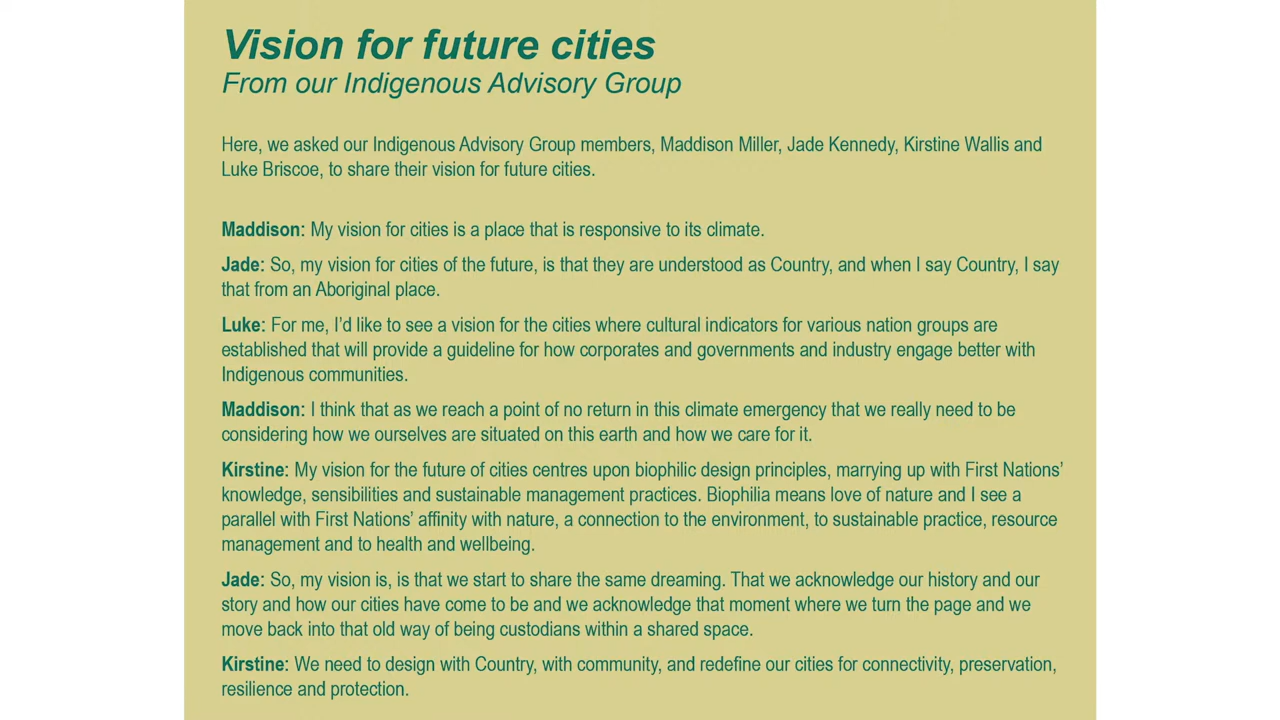 Vision for future cities
From our Indigenous Advisory Group
Here, we asked our Indigenous Advisory Group members, Maddison Miller, Jade Kennedy, Kirstine Wallis and
Luke Briscoe, to share their vision for future cities.
Maddison: My vision for cities is a place that is responsive to its climate.
Jade: So, my vision for cities of the future, is that they are understood as Country, and when I say Country, I say
that from an Aboriginal place.
Luke: For me, I’d like to see a vision for the cities where cultural indicators for various nation groups are
established that will provide a guideline for how corporates and governments and industry engage better with
Indigenous communities.
Maddison: I think that as we reach a point of no return in this climate emergency that we really need to be
considering how we ourselves are situated on this earth and how we care for it.
Kirstine: My vision for the future of cities centres upon biophilic design principles, marrying up with First Nations’
knowledge, sensibilities and sustainable management practices. Biophilia means love of nature and I see a
parallel with First Nations’ affinity with nature, a connection to the environment, to sustainable practice, resource
management and to health and wellbeing.
Jade: So, my vision is, is that we start to share the same dreaming. That we acknowledge our history and our
story and how our cities have come to be and we acknowledge that moment where we turn the page and we
move back into that old way of being custodians within a shared space.
Kirstine: We need to design with Country, with community, and redefine our cities for connectivity, preservation,
resilience and protection.